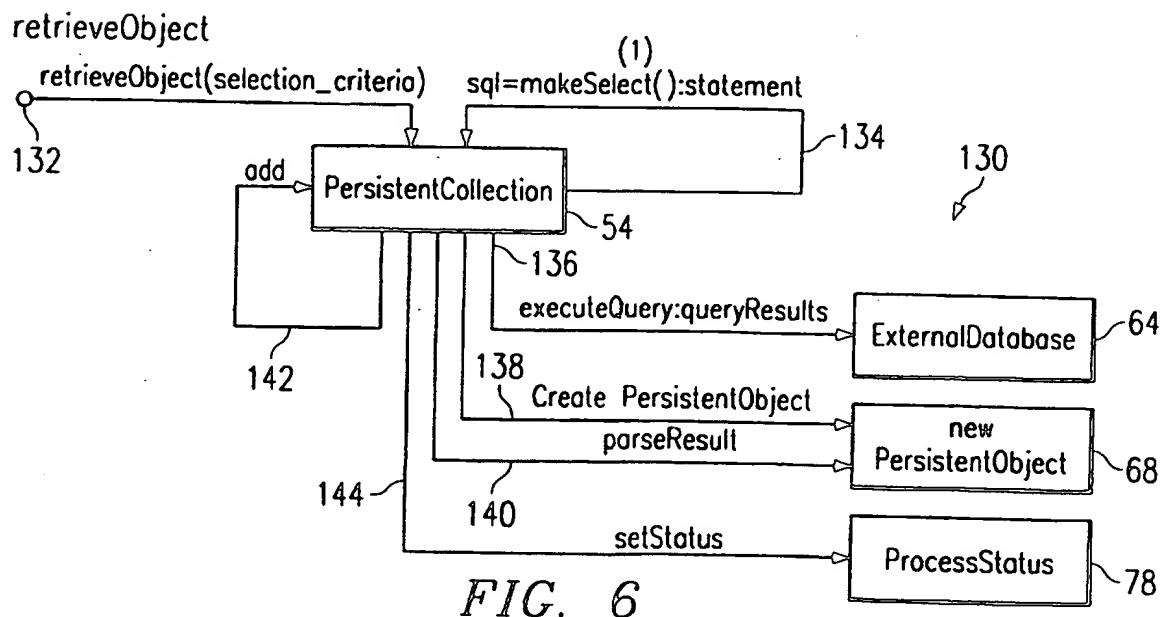 retrieveObject
retrieveObject(selection_criteria)
(1)
sql=makeSelect():statement
132
134
130
add
PersistentCollection
54
136
executeQuery:queryResults
ExternalDatabase
64
142
138
Create PersistentObject
new
PersistentObject
68
parseResult
144
140
setStatus
ProcessStatus
78
FIG. 6